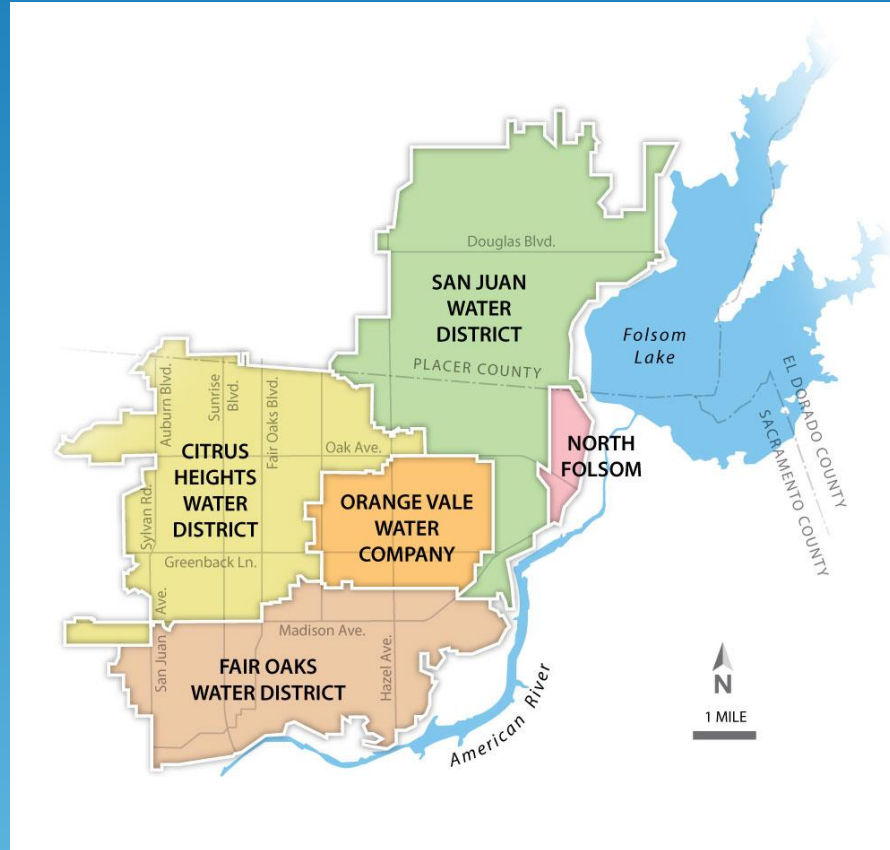 Douglas Blvd.
SAN JUAN
WATER
DISTRICT
Folsom
Lake
PLACER COUNTY
EL DORADO COUNTY
SACRAMENTO COUNTY
Auburn Blvd.
Sunrise
Blvd.
Fair Oaks Blvd.
Oak Ave.
NORTH
FOLSOM
CITRUS
HEIGHTS
WATER
DISTRICT
Sylvan Rd.
ORANGE VALE
WATER
COMPANY
Greenback Ln.
Madison Ave.
San Juan Ave.
FAIR OAKS
WATER DISTRICT
Hazel Ave.
American River
N
1 MILE